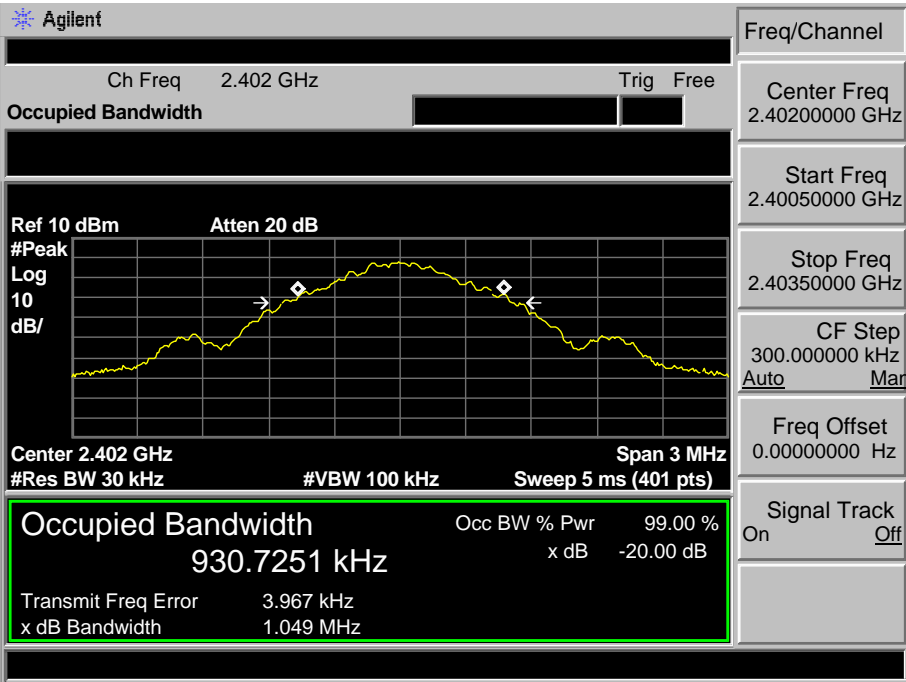 Agilent
Freq/Channel
Ch Freq 2.402 GHz Trig Free
Occupied Bandwidth
Center Freq
2.40200000 GHz
Start Freq
2.40050000 GHz
Stop Freq
2.40350000 GHz
CF Step
300.000000 kHz
Auto Mar
Freq Offset
0.00000000 Hz
Signal Track
On Off
Ref 10 dBm Atten 20 dB
#Peak
Log
10
dB/
Center 2.402 GHz Span 3 MHz
#Res BW 30 kHz #VBW 100 kHz Sweep 5 ms (401 pts)
Occupied Bandwidth
930.7251 kHz
Occ BW % Pwr 99.00 %
x dB -20.00 dB
Transmit Freq Error 3.967 kHz
x dB Bandwidth 1.049 MHz